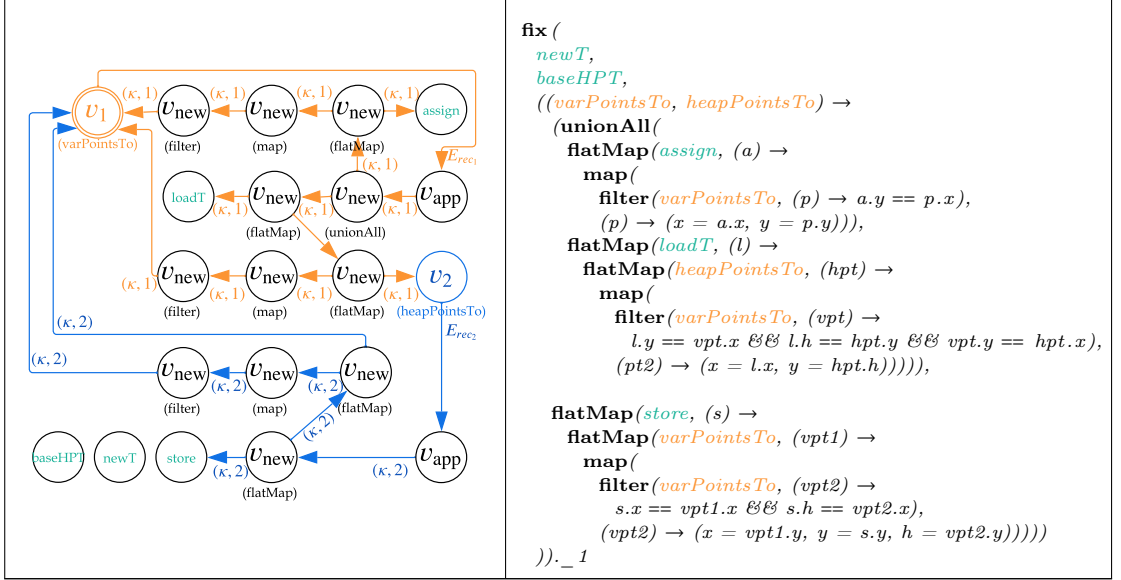 v1
(varPointsTo)
(κ, 1)
vnew
(filter)
(κ, 1)
vnew
(map)
(κ, 1)
vnew
(flatMap)
(κ, 1)
assign
Erec1
(κ, 1)
loadT
(κ, 1)
vnew
(flatMap)
(κ, 1)
vnew
(unionAll)
(κ, 1)
vapp
(κ, 1)
vnew
(filter)
(κ, 1)
vnew
(map)
(κ, 1)
vnew
(flatMap)
(κ, 1)
v2
(heapPointsTo)
Erec2
(κ, 2)
(κ, 2)
vnew
(filter)
(κ, 2)
vnew
(map)
(κ, 2)
vnew
(flatMap)
(κ, 2)
baseHPT
newT
store
(κ, 2)
vnew
(flatMap)
(κ, 2)
vapp
fix(
newT,
baseHPT,
((varPointsTo, heapPointsTo) →
(unionAll(
flatMap(assign, (a) →
map(
filter(varPointsTo, (p) → a.y == p.x),
(p) → (x = a.x, y = p.y))),
flatMap(loadT, (l) →
flatMap(heapPointsTo, (hpt) →
map(
filter(varPointsTo, (vpt) →
l.y == vpt.x && l.h == hpt.y && vpt.y == hpt.x),
(pt2) → (x = l.x, y = hpt.h))))),
flatMap(store, (s) →
flatMap(varPointsTo, (vpt1) →
map(
filter(varPointsTo, (vpt2) →
s.x == vpt1.x && s.h == vpt2.x),
(vpt2) → (x = vpt1.y, y = s.y, h = vpt2.y)))))
))._1